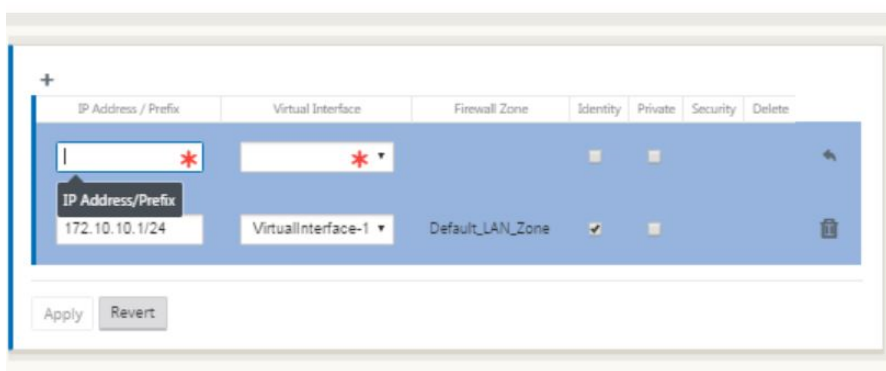 +
IP Address / Prefix Virtual Interface Firewall Zone Identity Private Security Delete
* *
IP Address/Prefix
172.10.10.1/24 VirtualInterface-1 Default_LAN_Zone
Apply Revert